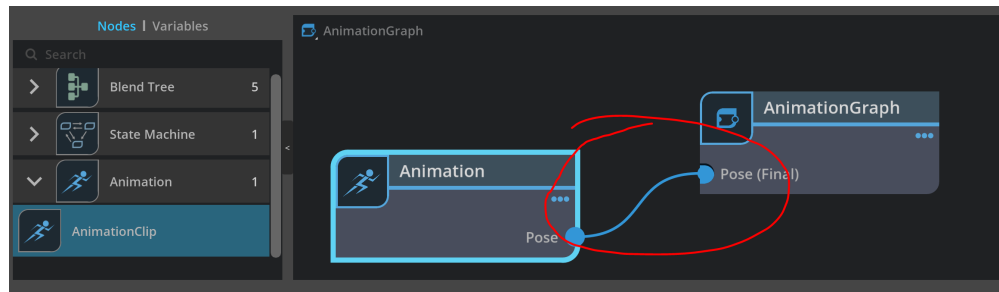 Nodes | Variables
Search
Blend Tree 5
State Machine 1
Animation 1
AnimationClip
<
AnimationGraph
Animation
Pose
AnimationGraph
Pose (Final)